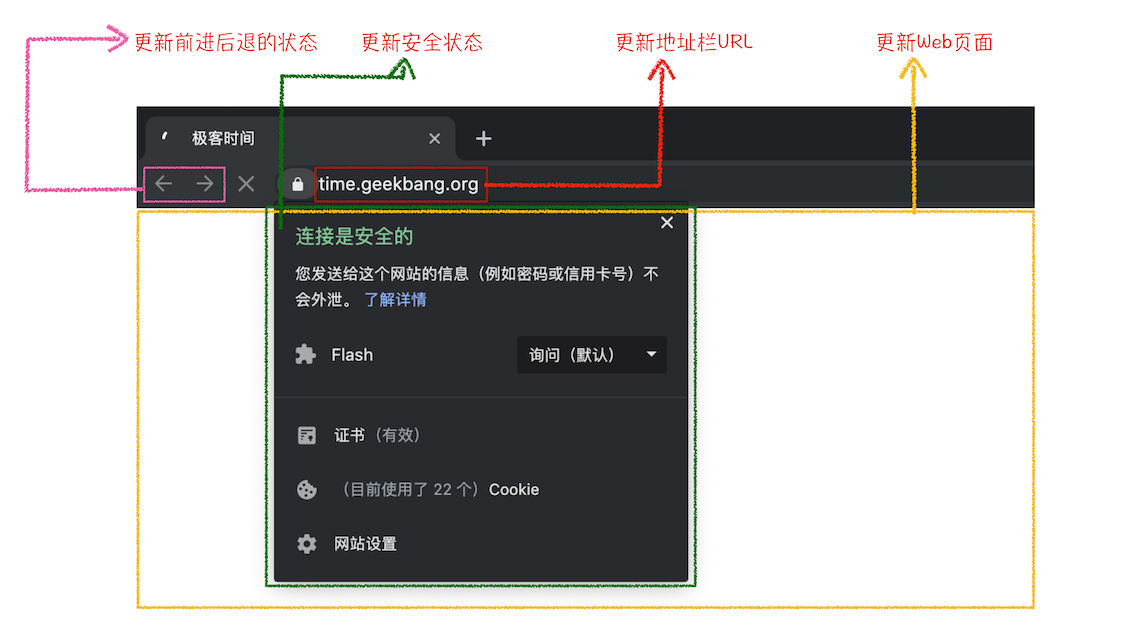 更新前进后退的状态
更新安全状态
更新地址栏URL
更新Web页面
极客时间
time.geekbang.org
连接是安全的
您发送给这个网站的信息（例如密码或信用卡号）不
会外泄。 了解详情
Flash
询问（默认）
证书（有效）
（目前使用了 22 个）Cookie
网站设置